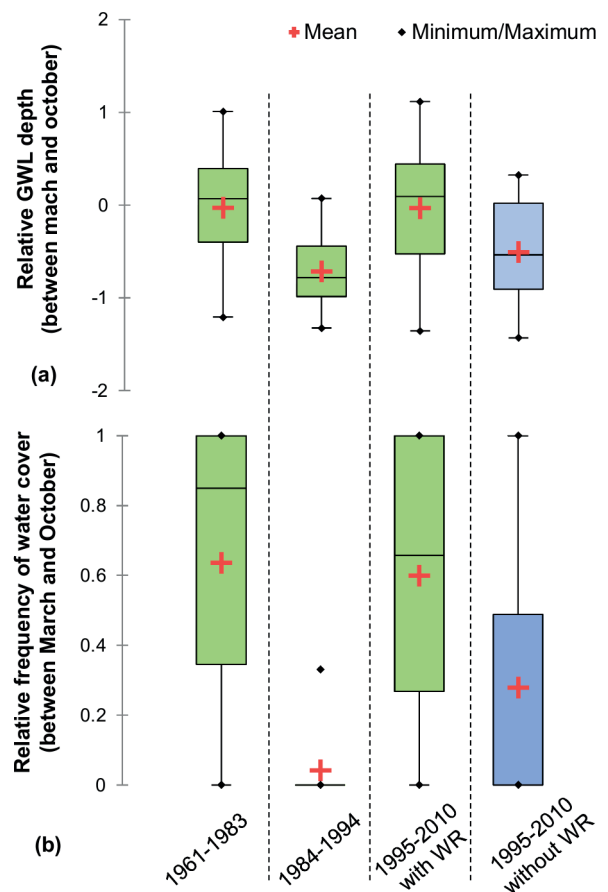 Mean
Minimum/Maximum
2
1
0
-1
-2
Relative GWL depth
(between mach and october)
(a)
1
0.8
0.6
0.4
0.2
0
Relative frequency of water cover
(between March and October)
(b)
1961-1983
1984-1994
1995-2010
with WR
1995-2010
without WR